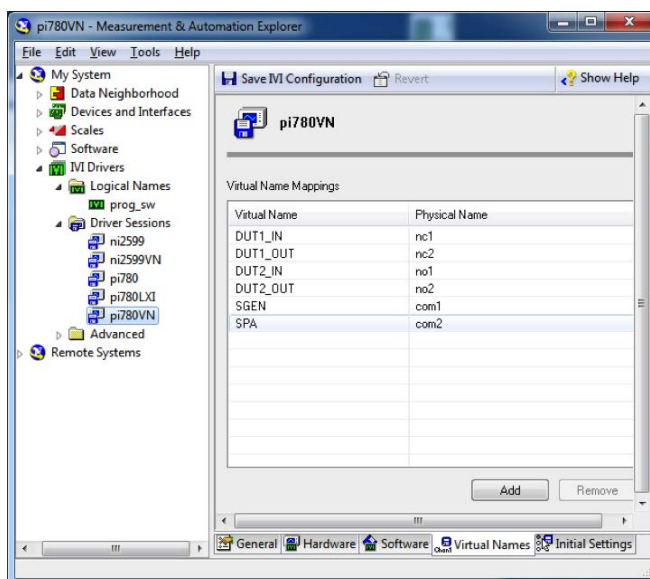 pi780VN - Measurement & Automation Explorer
File Edit View Tools Help
My System
Data Neighborhood
Devices and Interfaces
Scales
Software
IVI Drivers
Logical Names
prog_sw
Driver Sessions
ni2599
ni2599VN
pi780
pi780LXI
pi780VN
Advanced
Remote Systems
Save IVI Configuration Revert Show Help
pi780VN
Virtual Name Mappings
Virtual Name Physical Name
DUT1_IN nc1
DUT1_OUT nc2
DUT2_IN no1
DUT2_OUT no2
SGEN com1
SPA com2
Add Remove
General Hardware Software Virtual Names Initial Settings